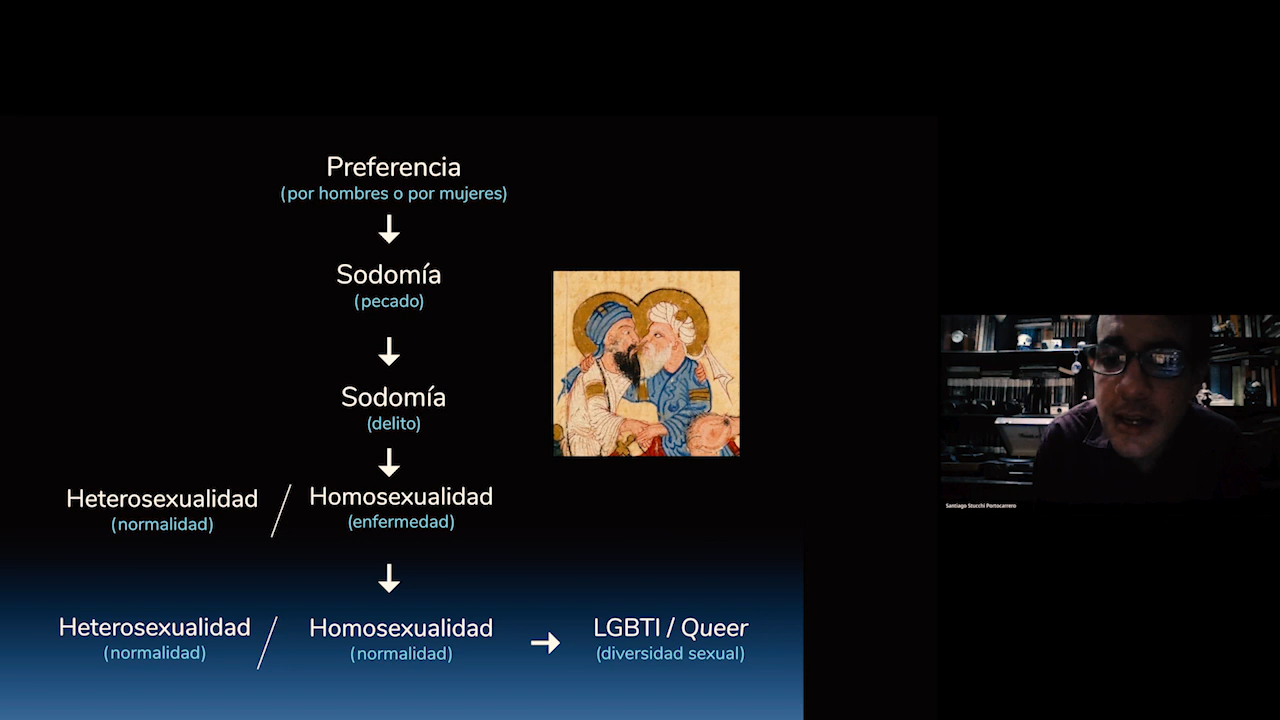 Preferencia
(por hombres o por mujeres)
Sodomía
(pecado)
Sodomía
(delito)
Heterosexualidad / Homosexualidad
(normalidad) (enfermedad)
Heterosexualidad / Homosexualidad LGBTI / Queer
(normalidad) (normalidad) (diversidad sexual)
Santiago Stucchi Portocarrero